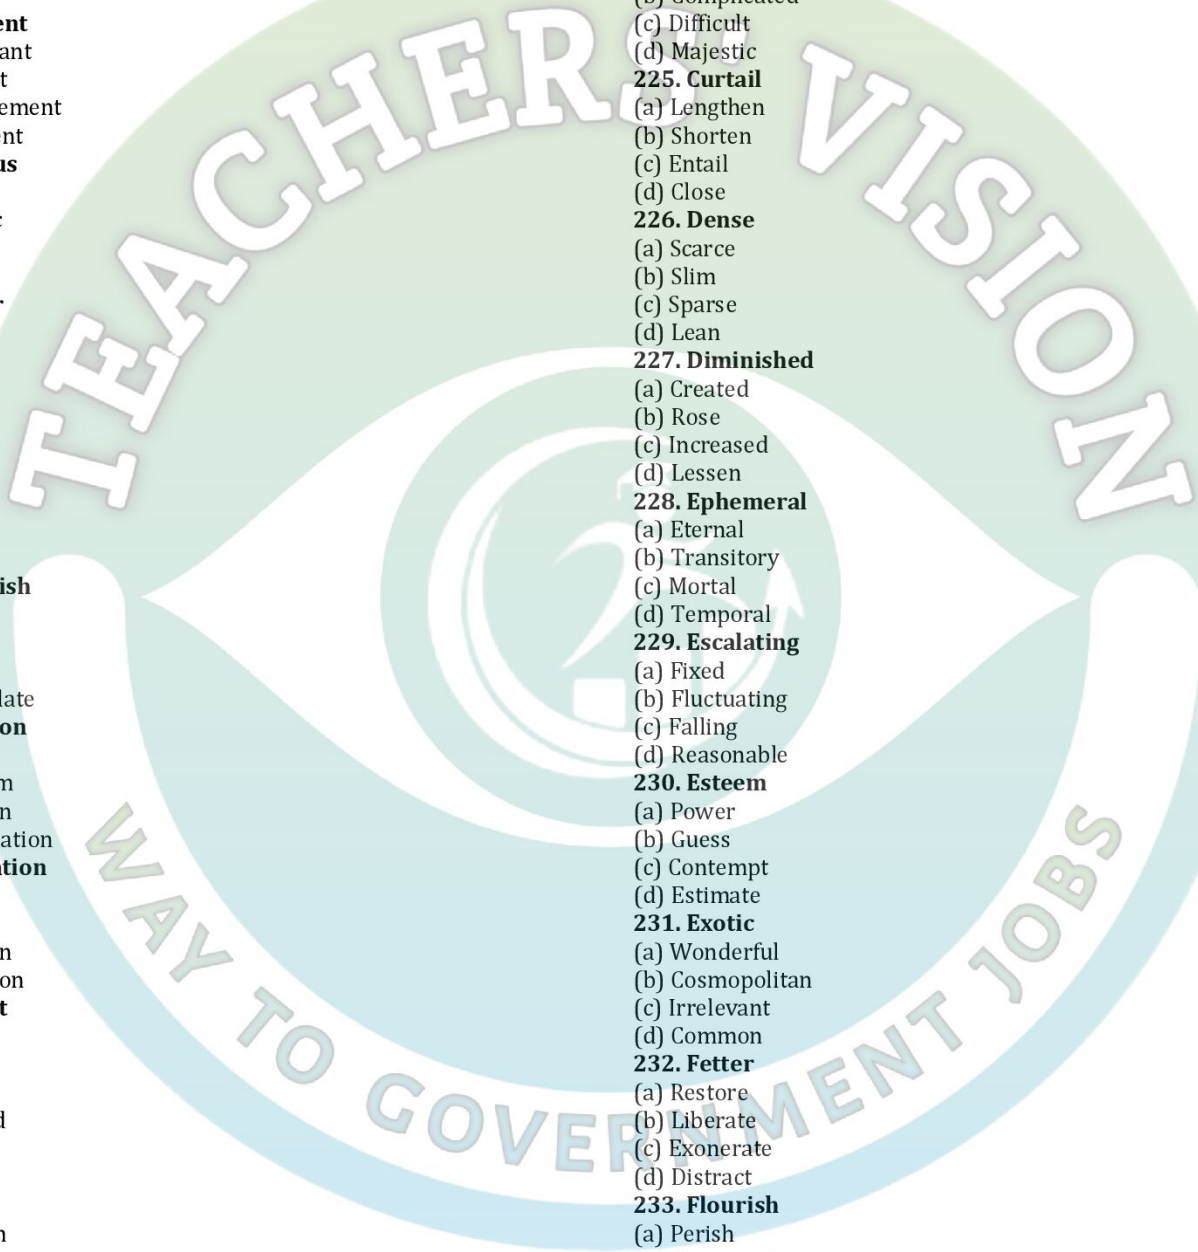 TEACHERS' VISION
WAY TO GOVERNMENT JOBS
(c) Difficult
(d) Majestic
225. Curtail
(a) Lengthen
(b) Shorten
(c) Entail
(d) Close
226. Dense
(a) Scarce
(b) Slim
(c) Sparse
(d) Lean
227. Diminished
(a) Created
(b) Rose
(c) Increased
(d) Lessen
228. Ephemeral
(a) Eternal
(b) Transitory
(c) Mortal
(d) Temporal
229. Escalating
(a) Fixed
(b) Fluctuating
(c) Falling
(d) Reasonable
230. Esteem
(a) Power
(b) Guess
(c) Contempt
(d) Estimate
231. Exotic
(a) Wonderful
(b) Cosmopolitan
(c) Irrelevant
(d) Common
232. Fetter
(a) Restore
(b) Liberate
(c) Exonerate
(d) Distract
233. Flourish
(a) Perish